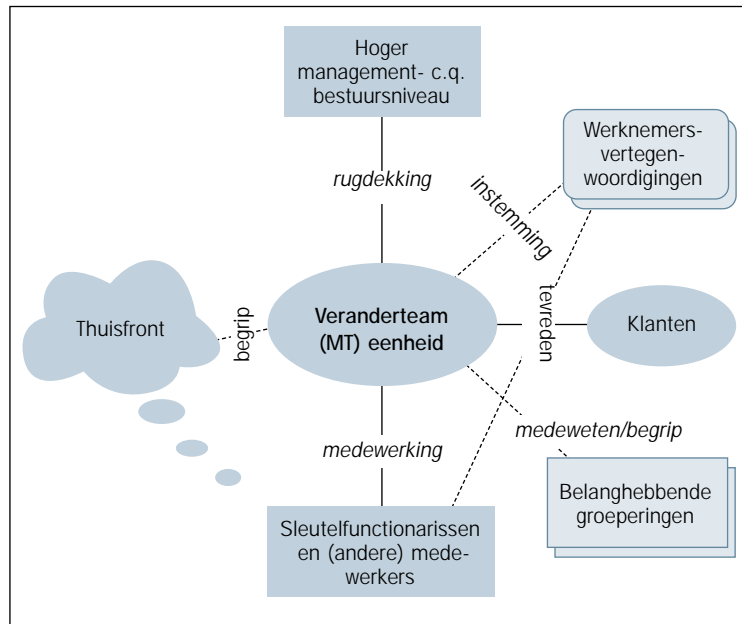 Hoger
management- c.q.
bestuursniveau
Werknemers-
vertegen-
woordigingen
rugdekking
instemming
Thuisfront
begrip
Veranderteam
(MT) eenheid
tevreden
Klanten
medewerking
medeweten/begrip
Belanghebbende
groeperingen
Sleutelfunctionarissen
en (andere) mede-
werkers